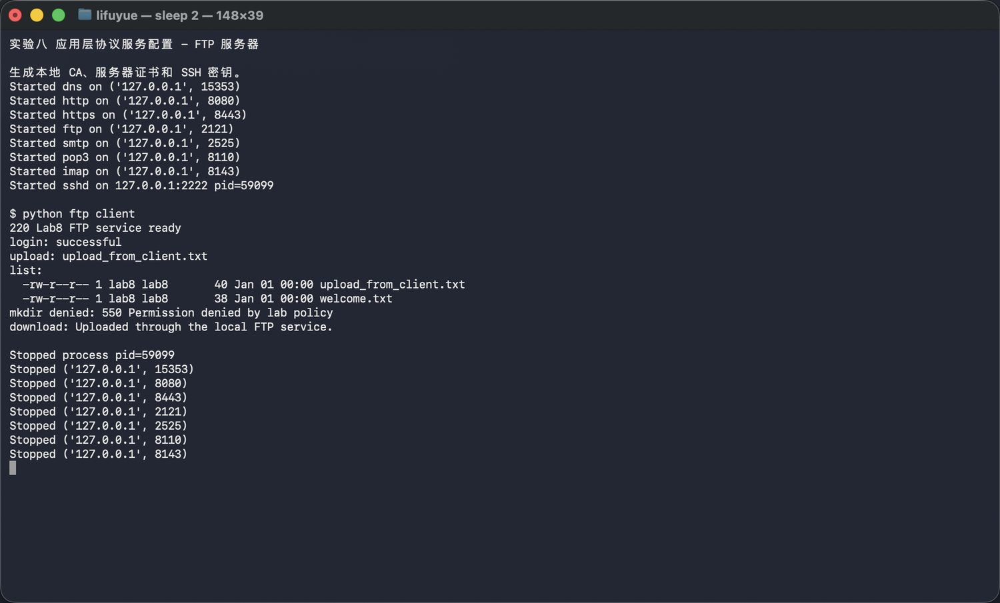 lifuyue — sleep 2 — 148×39
实验八 应用层协议服务配置 - FTP 服务器
生成本地 CA、服务器证书和 SSH 密钥。
Started dns on ('127.0.0.1', 15353)
Started http on ('127.0.0.1', 8080)
Started https on ('127.0.0.1', 8443)
Started ftp on ('127.0.0.1', 2121)
Started smtp on ('127.0.0.1', 2525)
Started pop3 on ('127.0.0.1', 8110)
Started imap on ('127.0.0.1', 8143)
Started sshd on 127.0.0.1:2222 pid=59099
$ python ftp client
220 Lab8 FTP service ready
login: successful
upload: upload_from_client.txt
list:
  -rw-r--r-- 1 lab8 lab8       40 Jan 01 00:00 upload_from_client.txt
  -rw-r--r-- 1 lab8 lab8       38 Jan 01 00:00 welcome.txt
mkdir denied: 550 Permission denied by lab policy
download: Uploaded through the local FTP service.
Stopped process pid=59099
Stopped ('127.0.0.1', 15353)
Stopped ('127.0.0.1', 8080)
Stopped ('127.0.0.1', 8443)
Stopped ('127.0.0.1', 2121)
Stopped ('127.0.0.1', 2525)
Stopped ('127.0.0.1', 8110)
Stopped ('127.0.0.1', 8143)